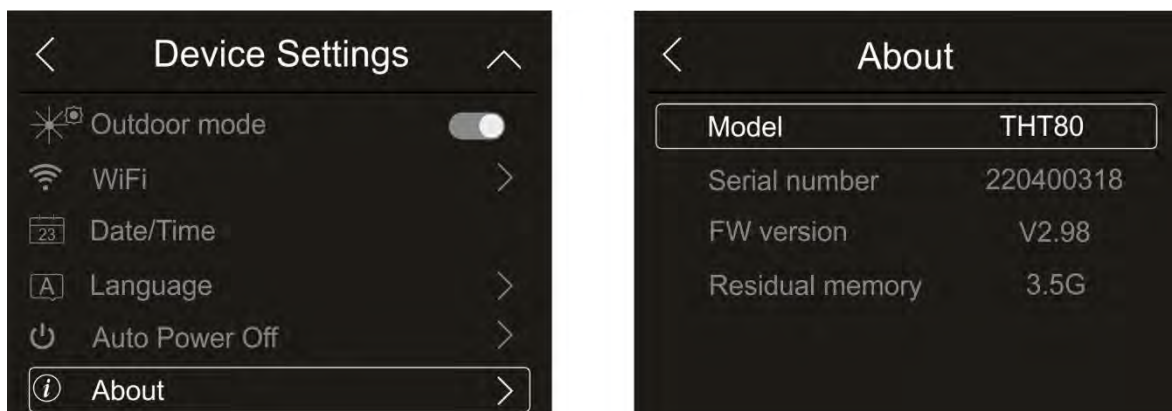 Device Settings
Outdoor mode
WiFi
23 Date/Time
A Language
Auto Power Off
i About
About
Model THT80
Serial number 220400318
FW version V2.98
Residual memory 3.5G